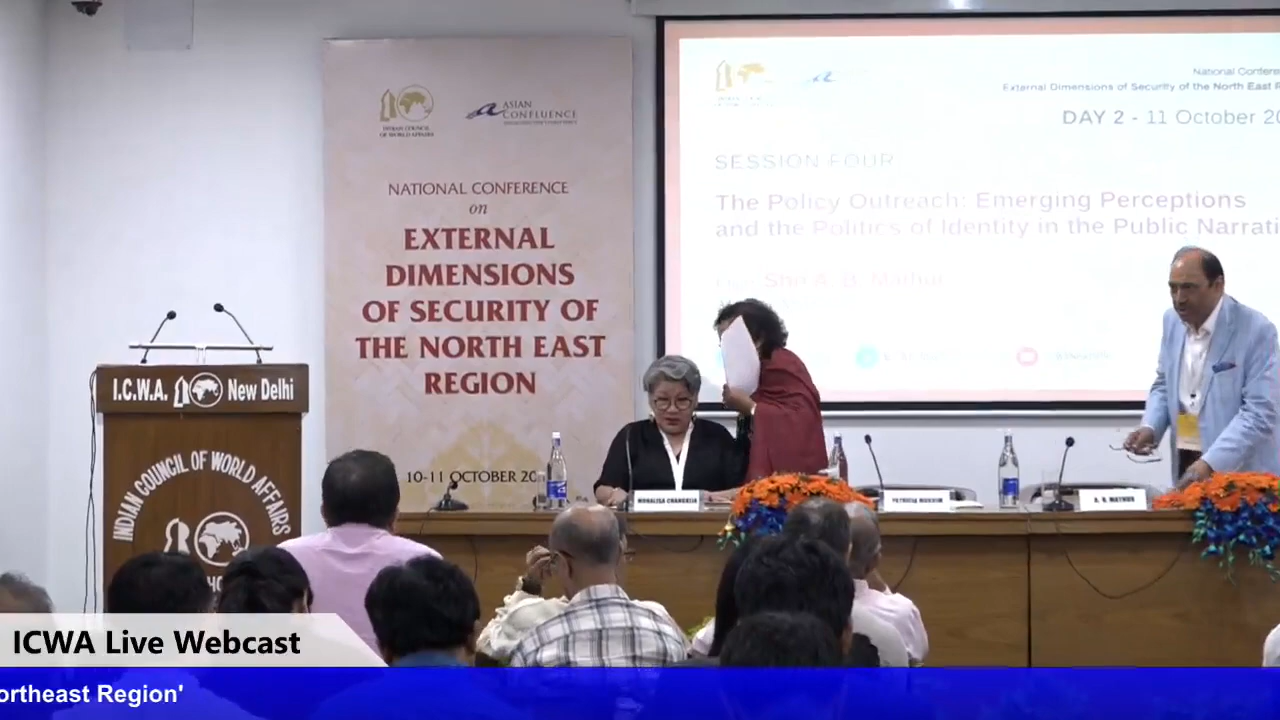 INDIAN COUNCIL
OF WORLD AFFAIRS
ASIAN
CONFLUENCE
NATIONAL CONFERENCE
on
EXTERNAL
DIMENSIONS
OF SECURITY OF
THE NORTH EAST
REGION
10-11 OCTOBER 20
National Confere
External Dimensions of Security of the North East R
DAY 2 - 11 October 20
SESSION FOUR
The Policy Outreach: Emerging Perceptions
and the Politics of Identity in the Public Narrati
Shri A. B. Mathur
I.C.W.A. New Delhi
INDIAN COUNCIL OF WORLD AFFAIRS
MONALISA CHANGKIJA
PATRICIA MUKHIM
A. B. MATHUR
ICWA Live Webcast
ortheast Region'